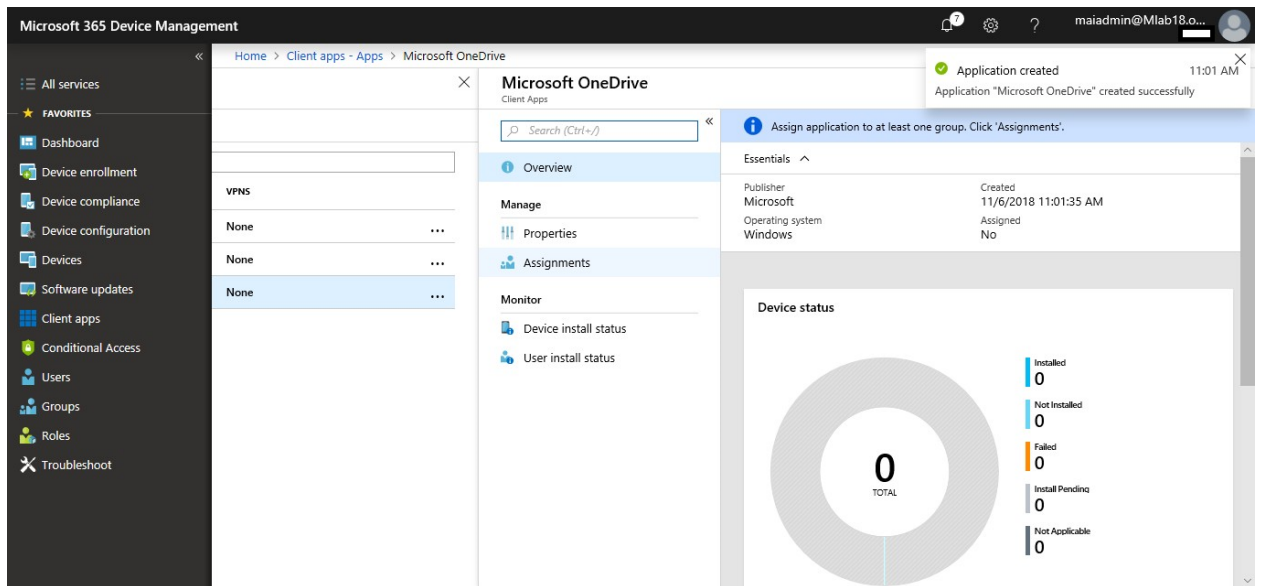 Microsoft 365 Device Management
7
?
maiadmin@Mlab18.o...
«
Home > Client apps - Apps > Microsoft OneDrive
Application created 11:01 AM
Application "Microsoft OneDrive" created successfully
All services
FAVORITES
Dashboard
Device enrollment
Device compliance
Device configuration
Devices
Software updates
Client apps
Conditional Access
Users
Groups
Roles
Troubleshoot
VPNS
None ...
None ...
None ...
Microsoft OneDrive
Client Apps
Search (Ctrl+/)
«
Overview
Manage
Properties
Assignments
Monitor
Device install status
User install status
Assign application to at least one group. Click 'Assignments'.
Essentials
Publisher
Microsoft
Created
11/6/2018 11:01:35 AM
Operating system
Windows
Assigned
No
Device status
0
TOTAL
Installed
0
Not Installed
0
Failed
0
Install Pending
0
Not Applicable
0